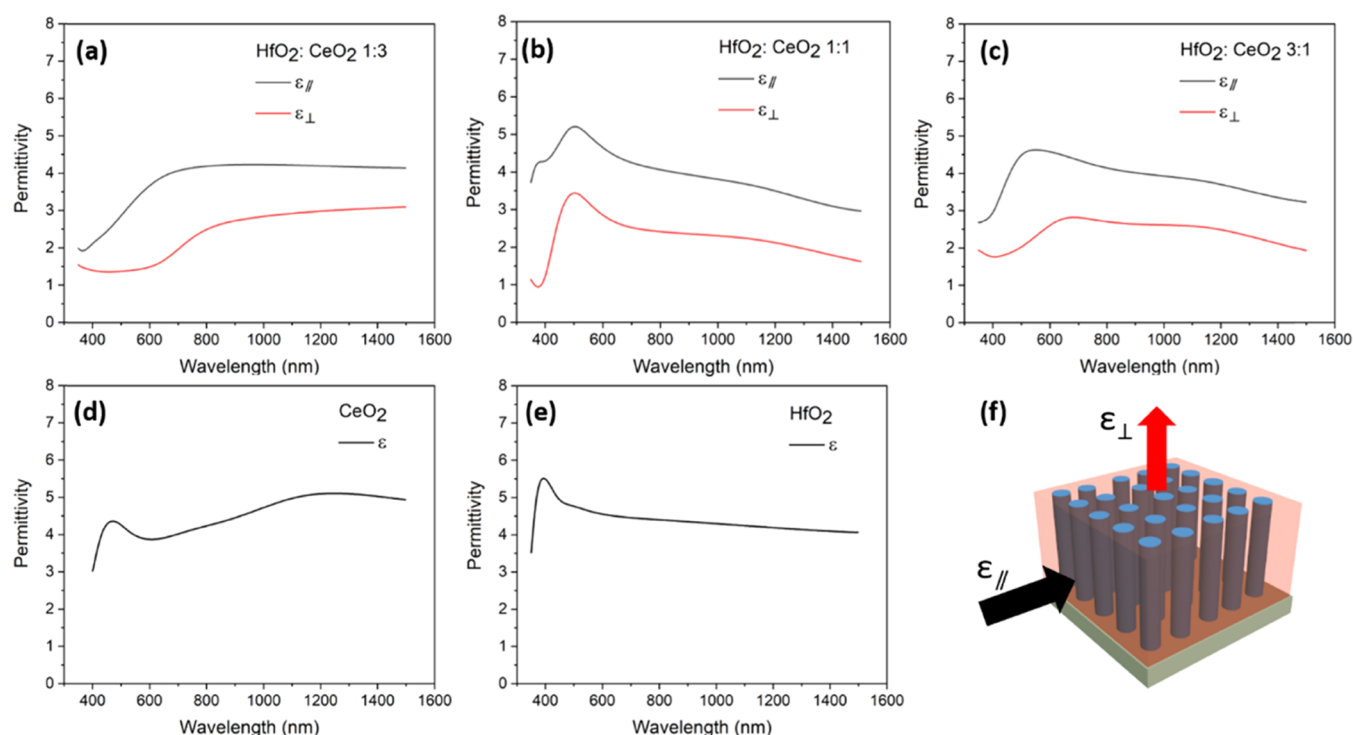 (a)
HfO2: CeO2 1:3
ε//
ε⊥
Permittivity
8
7
6
5
4
3
2
1
0
400 600 800 1000 1200 1400 1600
Wavelength (nm)
(b)
HfO2: CeO2 1:1
ε//
ε⊥
Permittivity
8
7
6
5
4
3
2
1
0
400 600 800 1000 1200 1400 1600
Wavelength (nm)
(c)
HfO2: CeO2 3:1
ε//
ε⊥
Permittivity
8
7
6
5
4
3
2
1
0
400 600 800 1000 1200 1400 1600
Wavelength (nm)
(d)
CeO2
ε
Permittivity
8
7
6
5
4
3
2
1
0
400 600 800 1000 1200 1400 1600
Wavelength (nm)
(e)
HfO2
ε
Permittivity
8
7
6
5
4
3
2
1
0
400 600 800 1000 1200 1400 1600
Wavelength (nm)
(f)
ε⊥
ε//